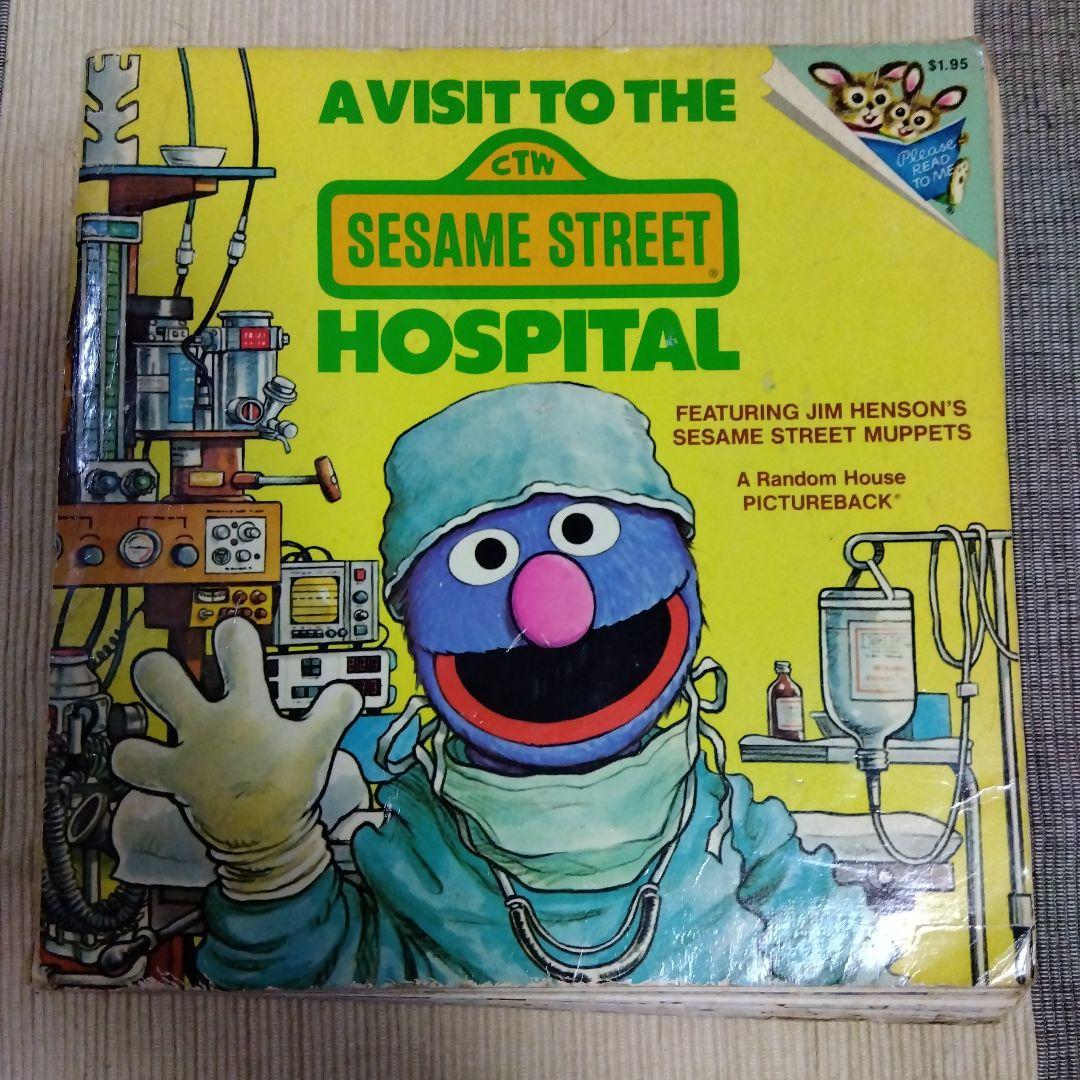 A VISIT TO THE
CTW
SESAME STREET®
HOSPITAL
$1.95
Please
READ
TO ME
®
FEATURING JIM HENSON'S
SESAME STREET MUPPETS
A Random House
PICTUREBACK®